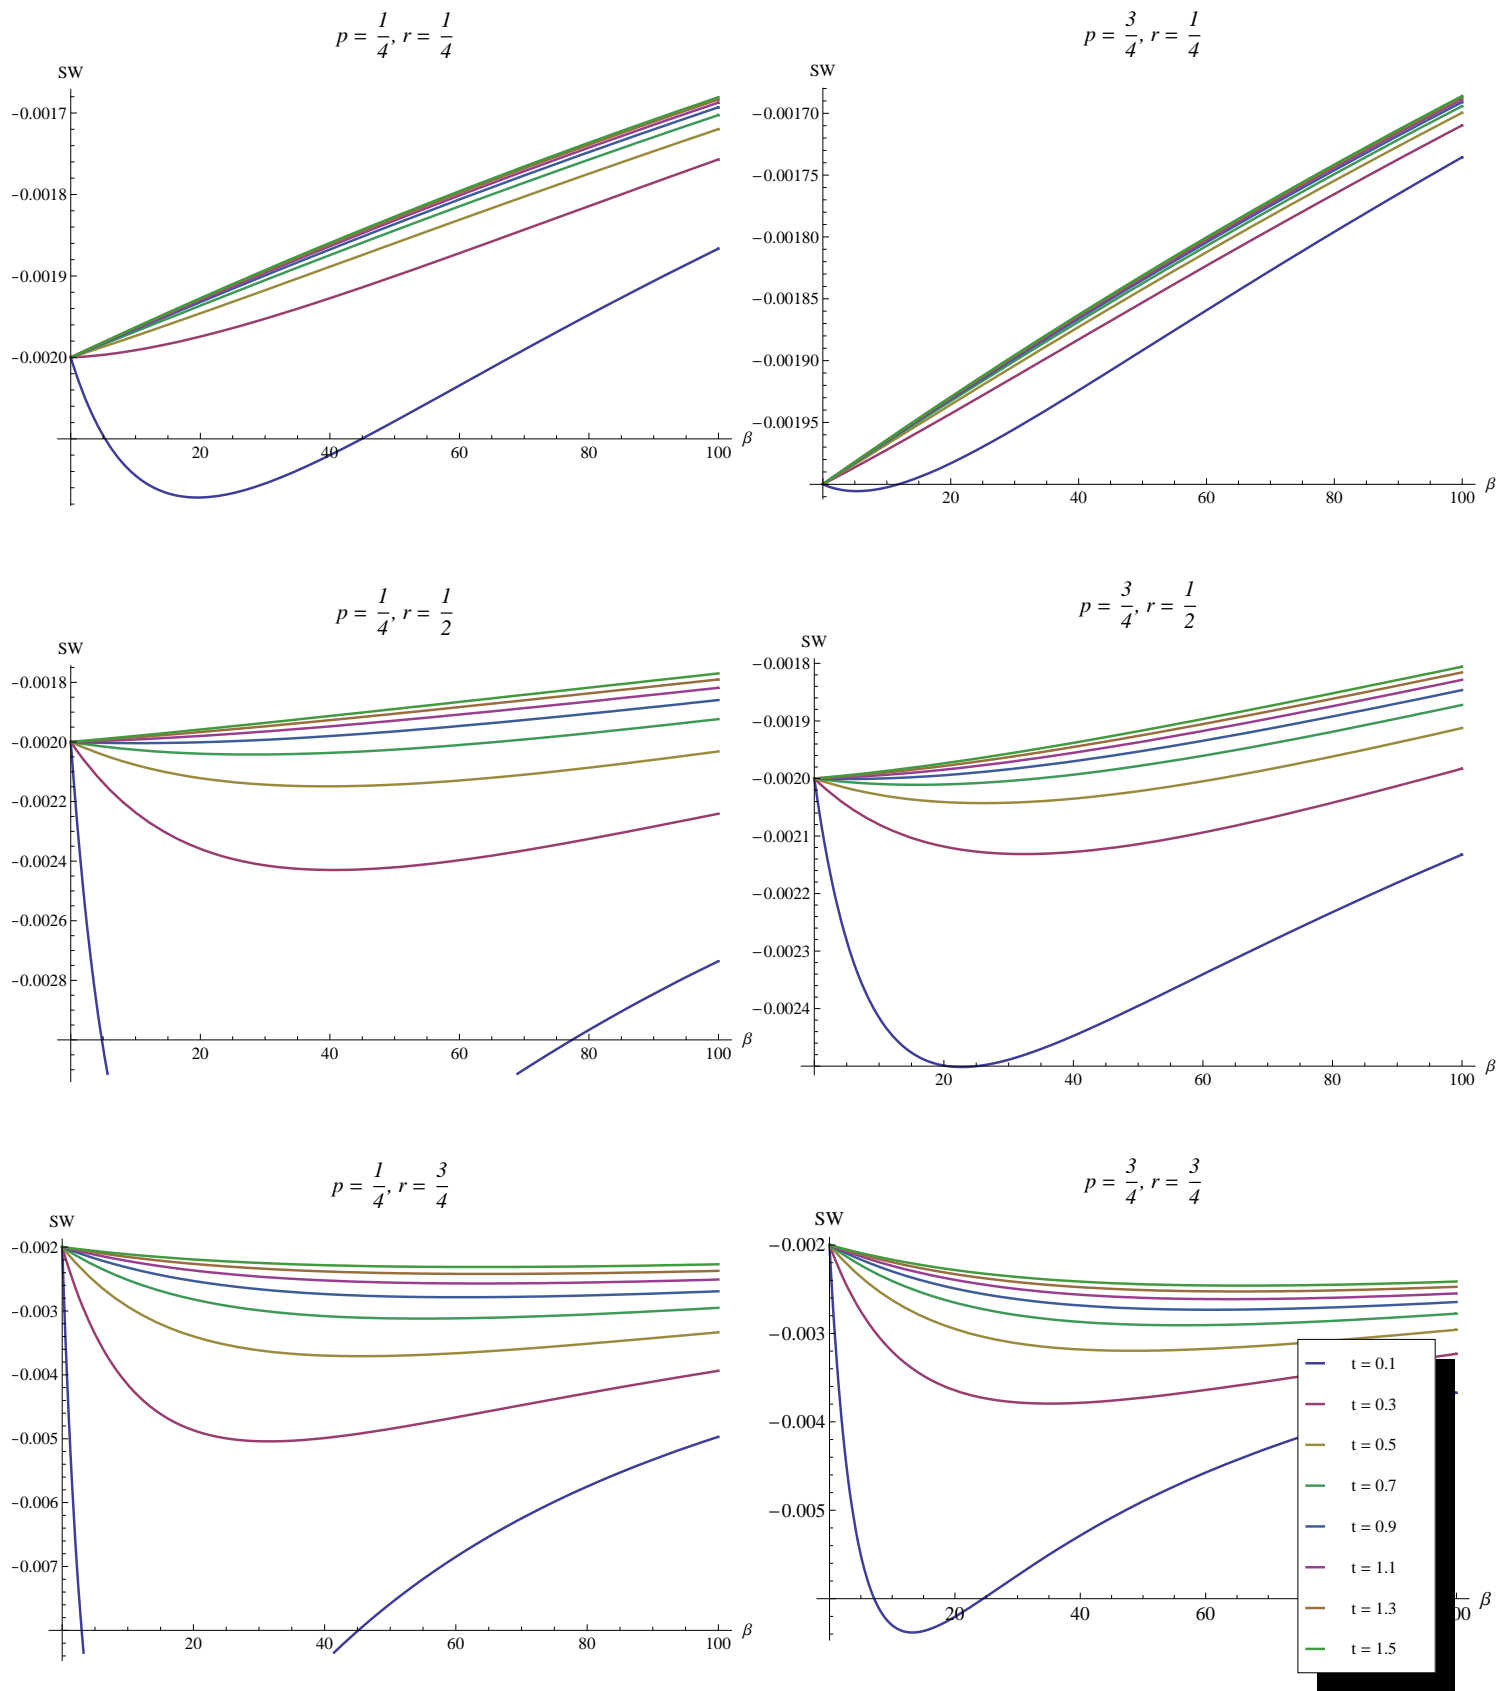 p = 1/4, r = 1/4
SW
-0.0017
-0.0018
-0.0019
-0.0020
20 40 60 80 100 β
p = 3/4, r = 1/4
SW
-0.00170
-0.00175
-0.00180
-0.00185
-0.00190
-0.00195
20 40 60 80 100 β
p = 1/4, r = 1/2
SW
-0.0018
-0.0020
-0.0022
-0.0024
-0.0026
-0.0028
20 40 60 80 100 β
p = 3/4, r = 1/2
SW
-0.0018
-0.0019
-0.0020
-0.0021
-0.0022
-0.0023
-0.0024
20 40 60 80 100 β
p = 1/4, r = 3/4
SW
-0.002
-0.003
-0.004
-0.005
-0.006
-0.007
20 40 60 80 100 β
p = 3/4, r = 3/4
SW
-0.002
-0.003
-0.004
-0.005
20 40 60 00 β
t = 0.1
t = 0.3
t = 0.5
t = 0.7
t = 0.9
t = 1.1
t = 1.3
t = 1.5